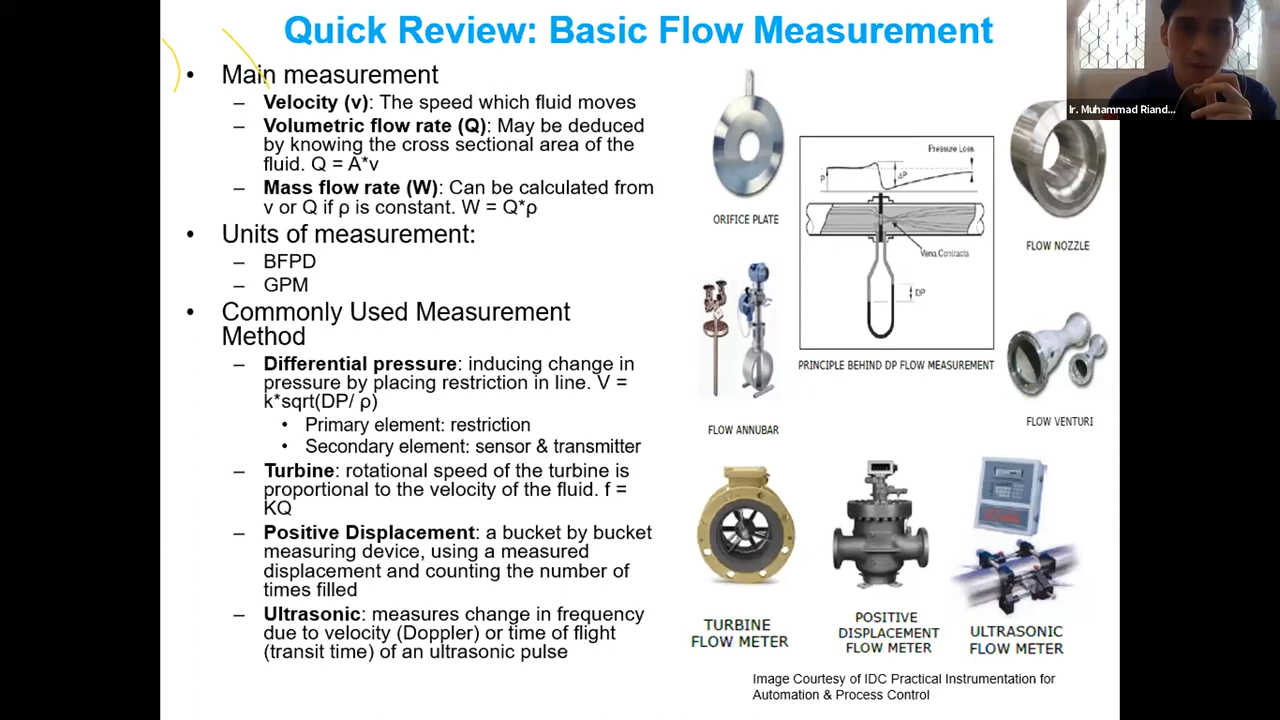 Quick Review: Basic Flow Measurement
• Main measurement
– Velocity (v): The speed which fluid moves
– Volumetric flow rate (Q): May be deduced
by knowing the cross sectional area of the
fluid. Q = A*v
– Mass flow rate (W): Can be calculated from
v or Q if ρ is constant. W = Q*ρ
• Units of measurement:
– BFPD
– GPM
• Commonly Used Measurement
Method
– Differential pressure: inducing change in
pressure by placing restriction in line. V =
k*sqrt(DP/ ρ)
• Primary element: restriction
• Secondary element: sensor & transmitter
– Turbine: rotational speed of the turbine is
proportional to the velocity of the fluid. f =
KQ
– Positive Displacement: a bucket by bucket
measuring device, using a measured
displacement and counting the number of
times filled
– Ultrasonic: measures change in frequency
due to velocity (Doppler) or time of flight
(transit time) of an ultrasonic pulse
Ir. Muhammad Riand...
ORIFICE PLATE
Pressure Loss
P
ΔP
Vena Contracta
DP
PRINCIPLE BEHIND DP FLOW MEASUREMENT
FLOW NOZZLE
FLOW ANNUBAR
FLOW VENTURI
TURBINE
FLOW METER
POSITIVE
DISPLACEMENT
FLOW METER
ULTRASONIC
FLOW METER
Image Courtesy of IDC Practical Instrumentation for
Automation & Process Control